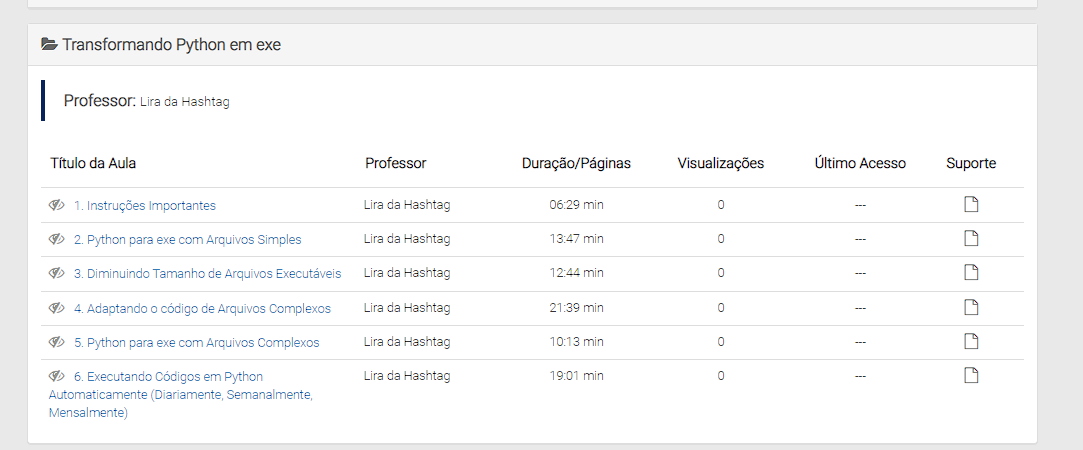 Transformando Python em exe
Professor: Lira da Hashtag
Título da Aula Professor Duração/Páginas Visualizações Último Acesso Suporte
1. Instruções Importantes Lira da Hashtag 06:29 min 0 ---
2. Python para exe com Arquivos Simples Lira da Hashtag 13:47 min 0 ---
3. Diminuindo Tamanho de Arquivos Executáveis Lira da Hashtag 12:44 min 0 ---
4. Adaptando o código de Arquivos Complexos Lira da Hashtag 21:39 min 0 ---
5. Python para exe com Arquivos Complexos Lira da Hashtag 10:13 min 0 ---
6. Executando Códigos em Python Lira da Hashtag 19:01 min 0 ---
Automaticamente (Diariamente, Semanalmente,
Mensalmente)